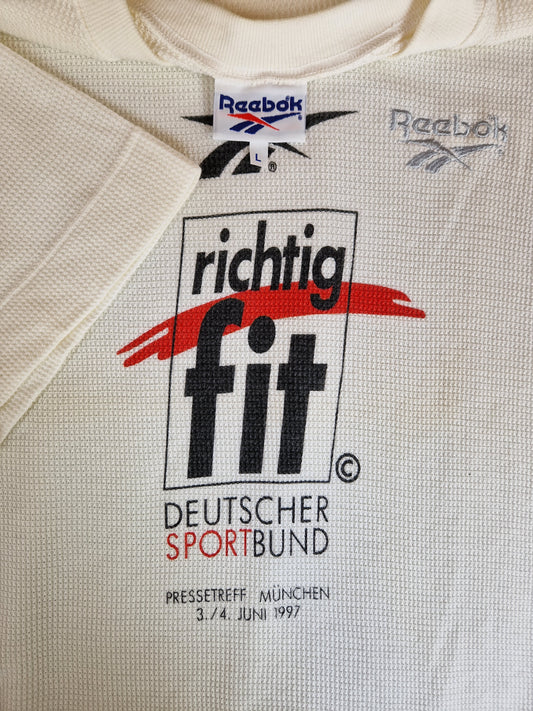 Reebok
®
L
®
Reebok
richtig
fit
©
DEUTSCHER
SPORTBUND
PRESSETREFF MÜNCHEN
3./4. JUNI 1997